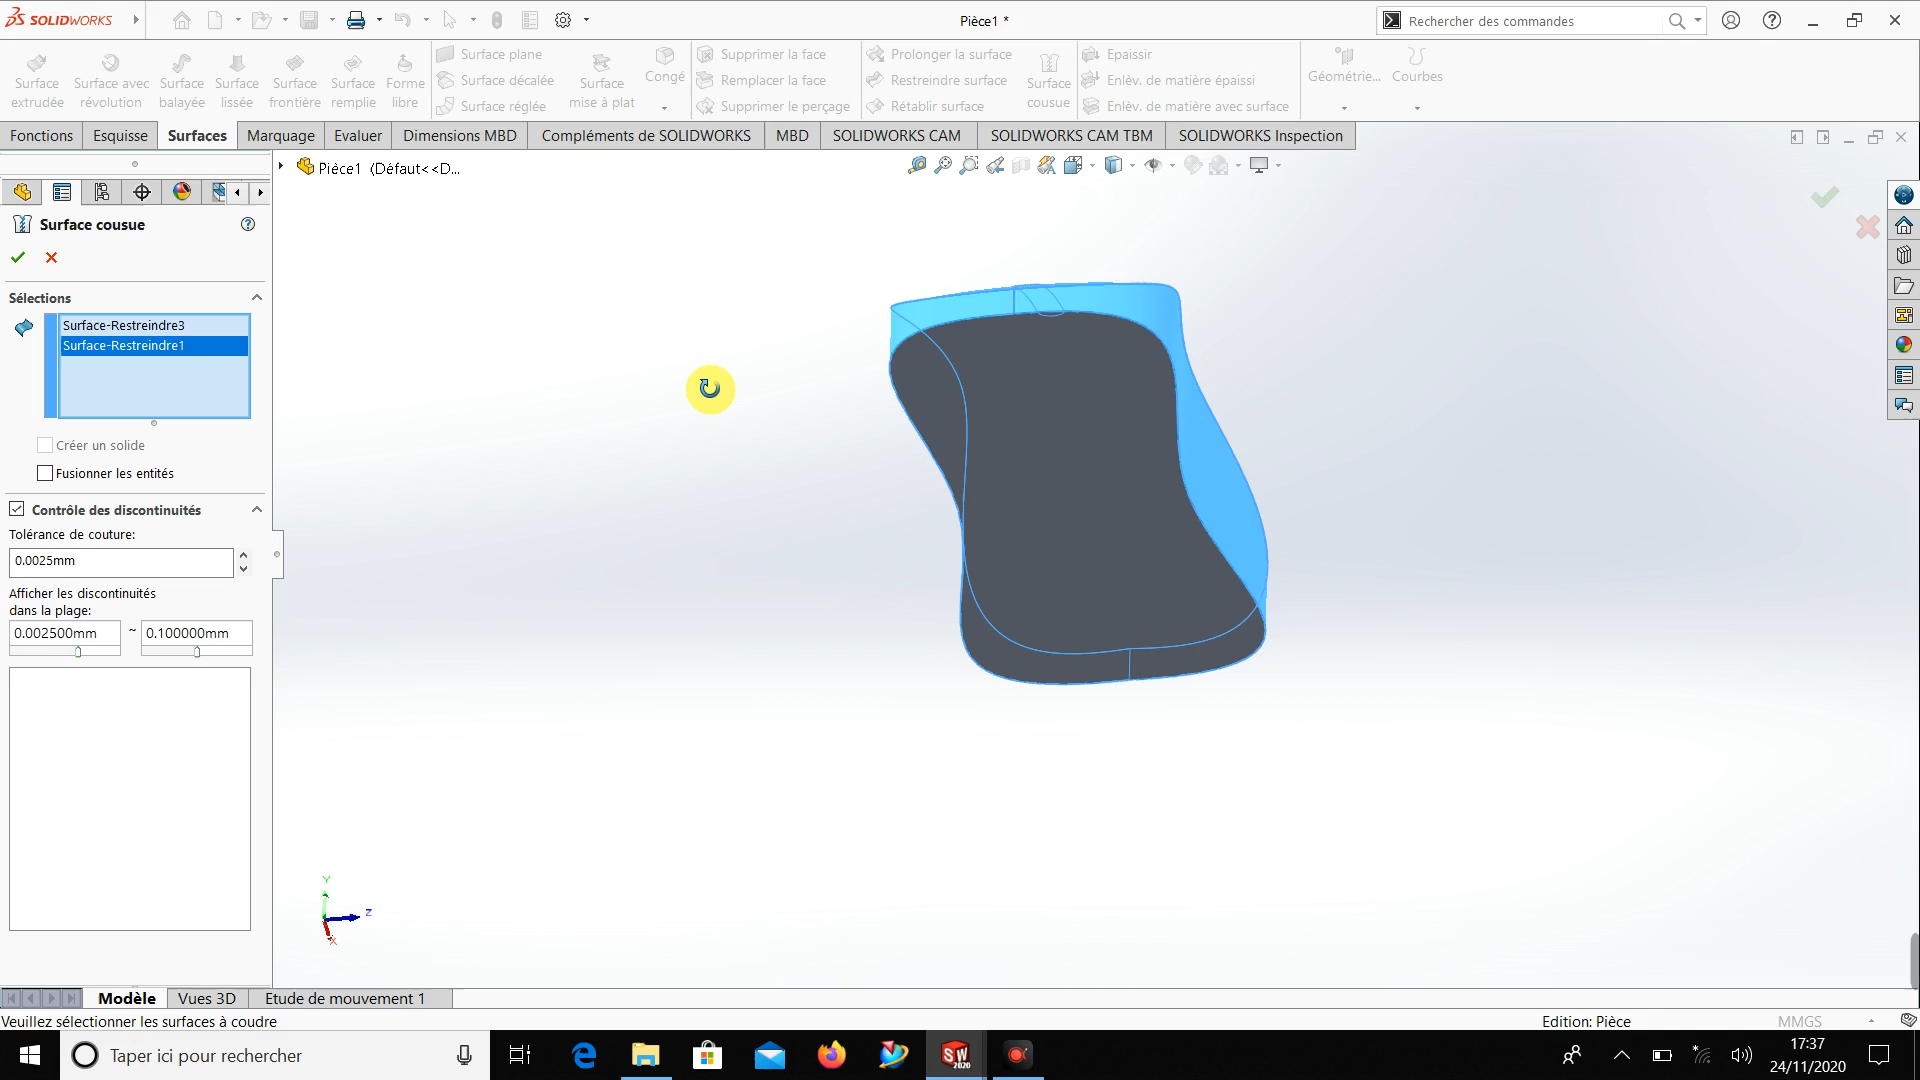 SOLIDWORKS
Pièce1 *
Rechercher des commandes
Surface extrudée
Surface avec révolution
Surface balayée
Surface lissée
Surface frontière
Surface remplie
Forme libre
Surface plane
Surface décalée
Surface réglée
Surface mise à plat
Congé
Supprimer la face
Remplacer la face
Supprimer le perçage
Prolonger la surface
Restreindre surface
Rétablir surface
Surface cousue
Epaissir
Enlèv. de matière épaissi
Enlèv. de matière avec surface
Géométrie...
Courbes
Fonctions
Esquisse
Surfaces
Marquage
Evaluer
Dimensions MBD
Compléments de SOLIDWORKS
MBD
SOLIDWORKS CAM
SOLIDWORKS CAM TBM
SOLIDWORKS Inspection
Pièce1 (Défaut<<D...
Surface cousue
Sélections
Surface-Restreindre3
Surface-Restreindre1
Créer un solide
Fusionner les entités
Contrôle des discontinuités
Tolérance de couture:
0.0025mm
Afficher les discontinuités
dans la plage:
0.002500mm ~ 0.100000mm
Y
Z
X
Modèle
Vues 3D
Etude de mouvement 1
Veuillez sélectionner les surfaces à coudre
Edition: Pièce
MMGS
Taper ici pour rechercher
SW
2020
17:37
24/11/2020